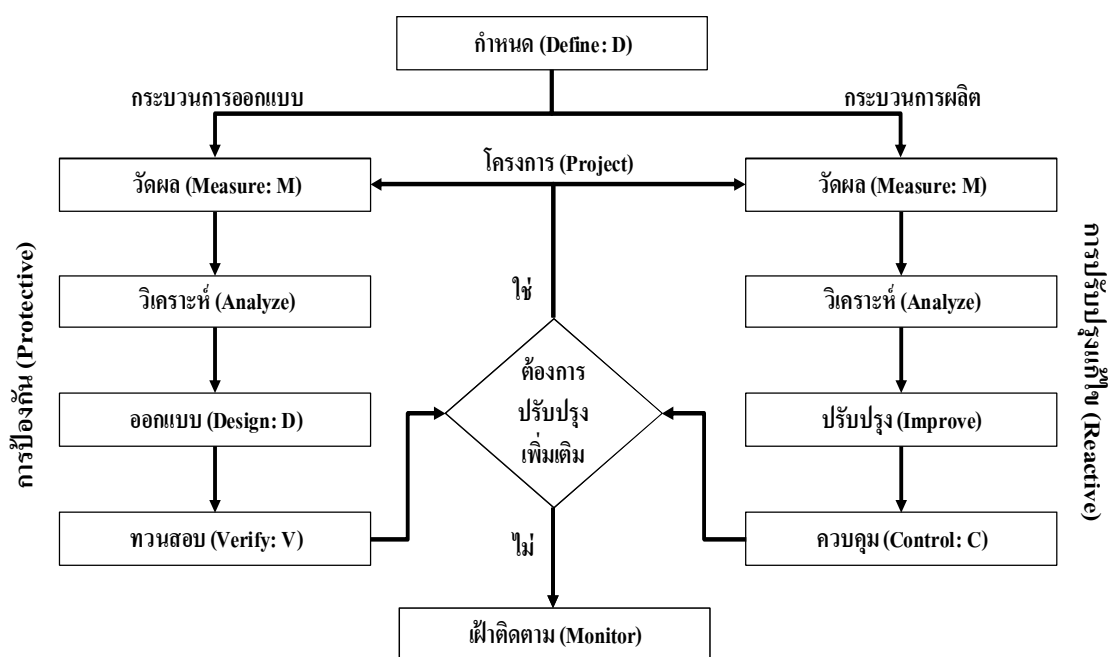 กำหนด (Define: D)
กระบวนการออกแบบ
กระบวนการผลิต
โครงการ (Project)
วัดผล (Measure: M)
วัดผล (Measure: M)
การป้องกัน (Protective)
การปรับปรุงแก้ไข (Reactive)
วิเคราะห์ (Analyze)
ใช่
วิเคราะห์ (Analyze)
ต้องการ
ปรับปรุง
เพิ่มเติม
ออกแบบ (Design: D)
ปรับปรุง (Improve)
ทวนสอบ (Verify: V)
ไม่
ควบคุม (Control: C)
เฝ้าติดตาม (Monitor)